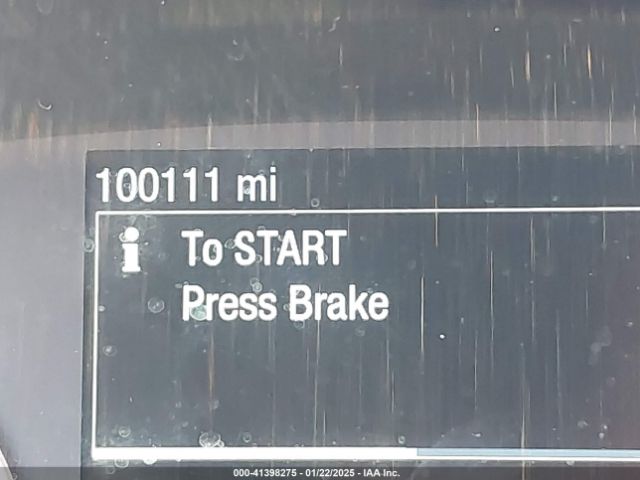 100111 mi
i To START
Press Brake
000-41398275 - 01/22/2025 - IAA Inc.